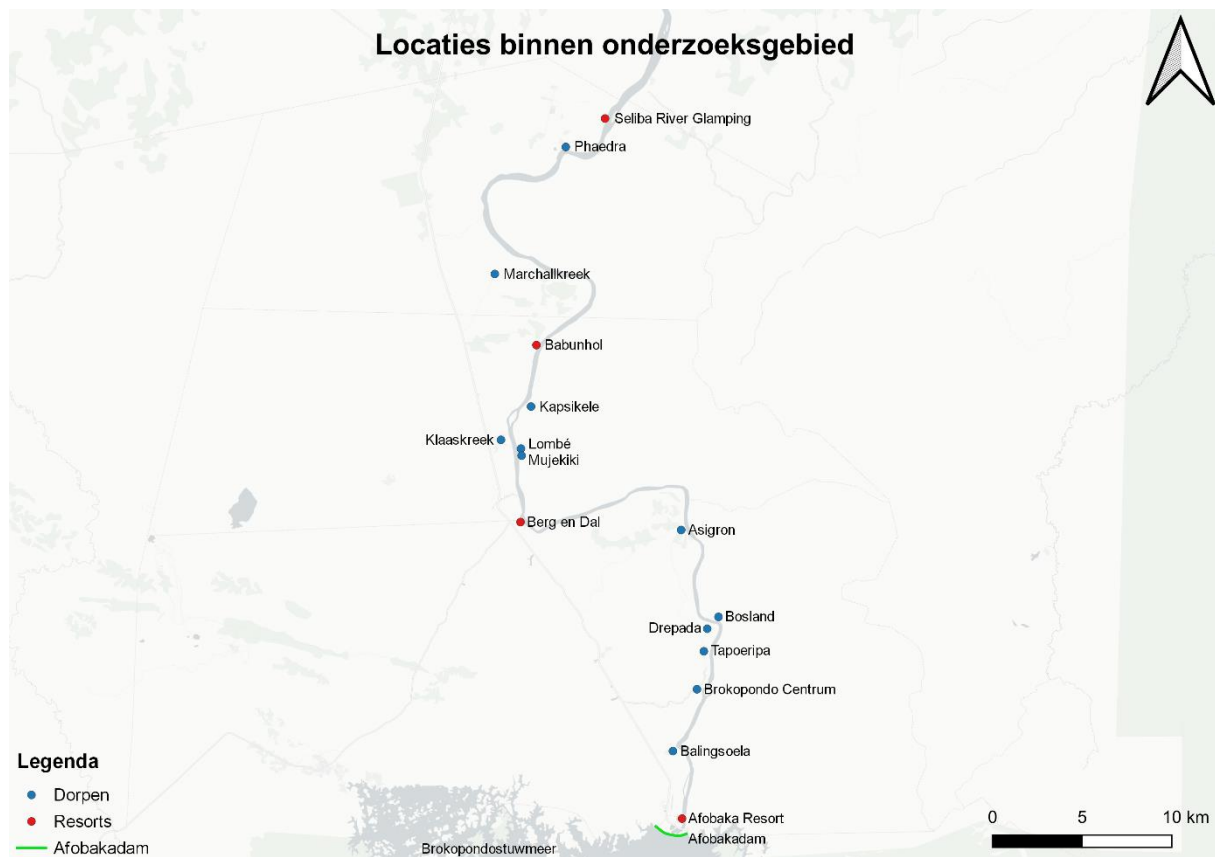 Locaties binnen onderzoeksgebied
Seliba River Glamping
Phaedra
Marchallkreek
Babunhol
Kapsikele
Klaaskreek
Lombé
Mujekiki
Berg en Dal
Asigron
Bosland
Drepada
Tapoeripa
Brokopondo Centrum
Balingsoela
Afobaka Resort
Afobakadam
Brokopondostuwmeer
Legenda
Dorpen
Resorts
Afobakadam
0 5 10 km